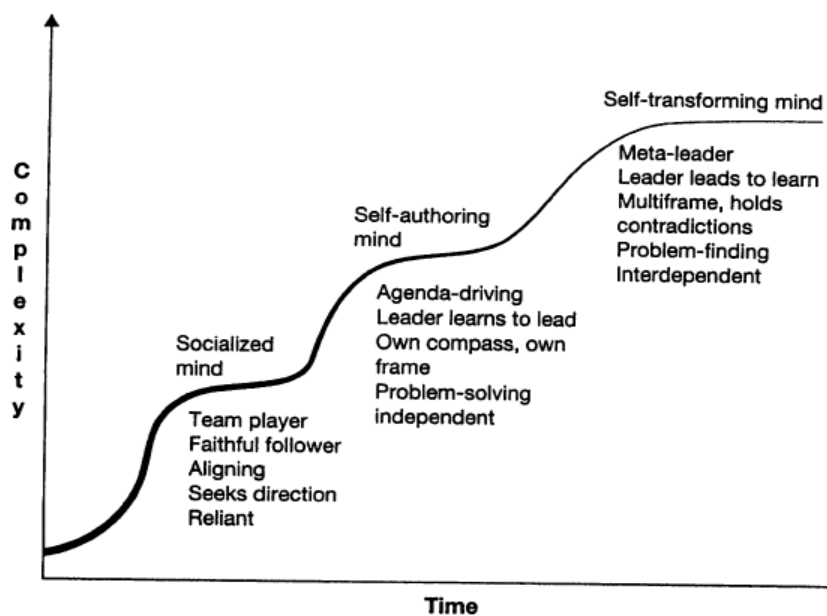 Complexity
Self-transforming mind
Meta-leader
Leader leads to learn
Multiframe, holds
contradictions
Problem-finding
Interdependent
Self-authoring
mind
Agenda-driving
Leader learns to lead
Own compass, own
frame
Problem-solving
independent
Socialized
mind
Team player
Faithful follower
Aligning
Seeks direction
Reliant
Time